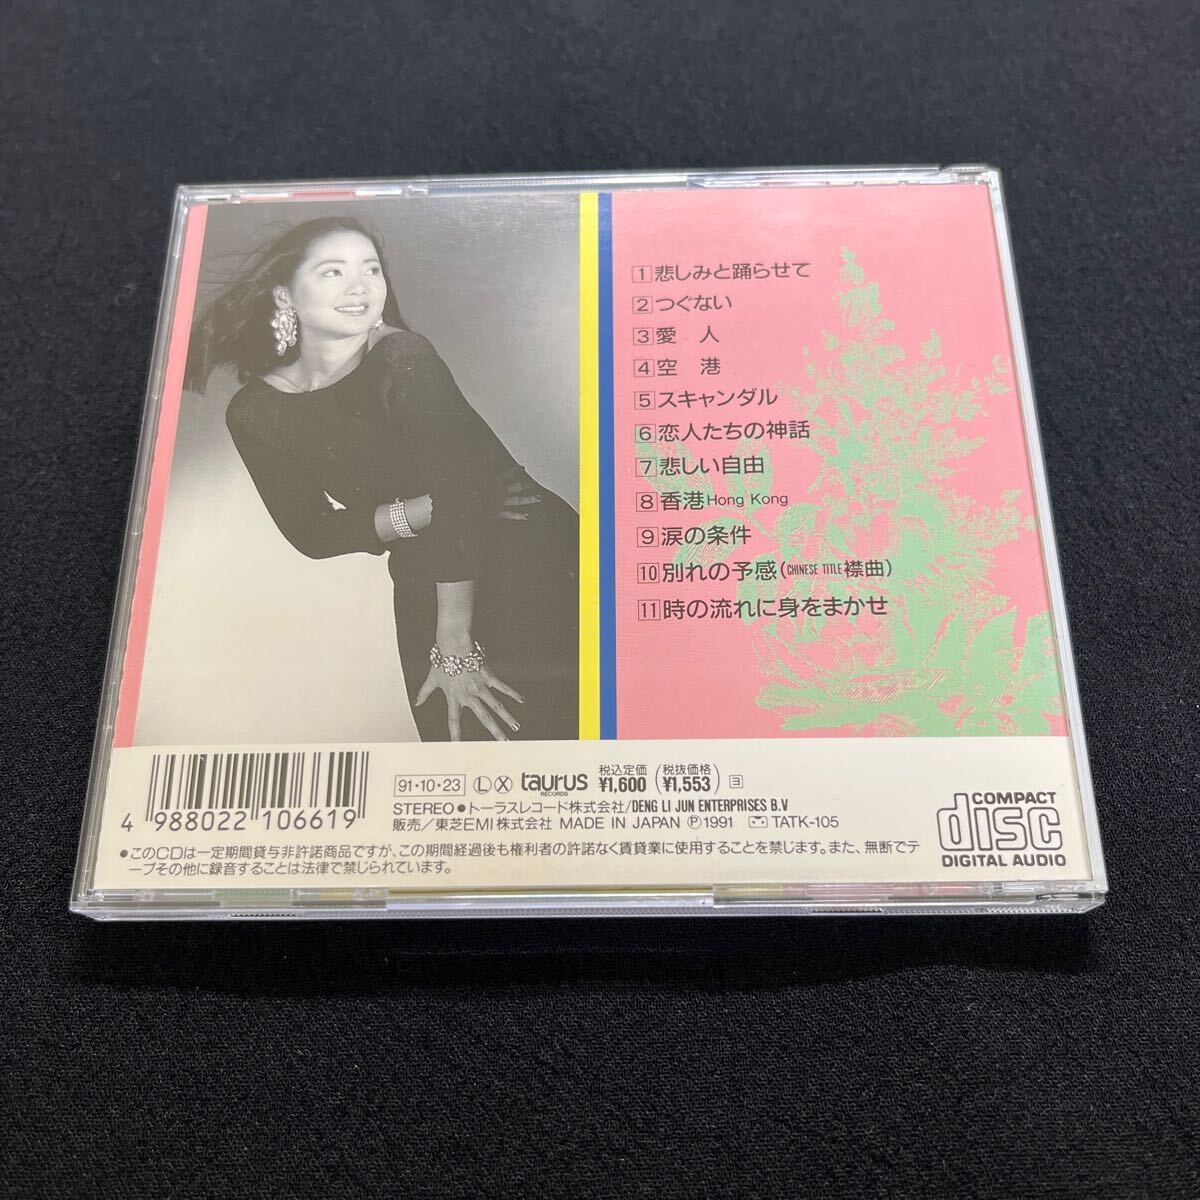 1 悲しみと踊らせて
2 つぐない
3 愛 人
4 空 港
5 スキャンダル
6 恋人たちの神話
7 悲しい自由
8 香港 Hong Kong
9 涙の条件
10 別れの予感(CHINESE TITLE 襟曲)
11 時の流れに身をまかせ
4 988022 106619
91·10·23 L X taurus RECORDS 税込定価 ¥1,600 (税抜価格 ¥1,553) ヨ
STEREO ●トーラスレコード株式会社/DENG LI JUN ENTERPRISES B.V
販売/東芝EMI株式会社 MADE IN JAPAN Ⓟ1991 TATK-105
●このCDは一定期間貸与非許諾商品ですが、この期間経過後も権利者の許諾なく賃貸業に使用することを禁じます。また、無断でテ
ープその他に録音することは法律で禁じられています。
COMPACT
disc
DIGITAL AUDIO